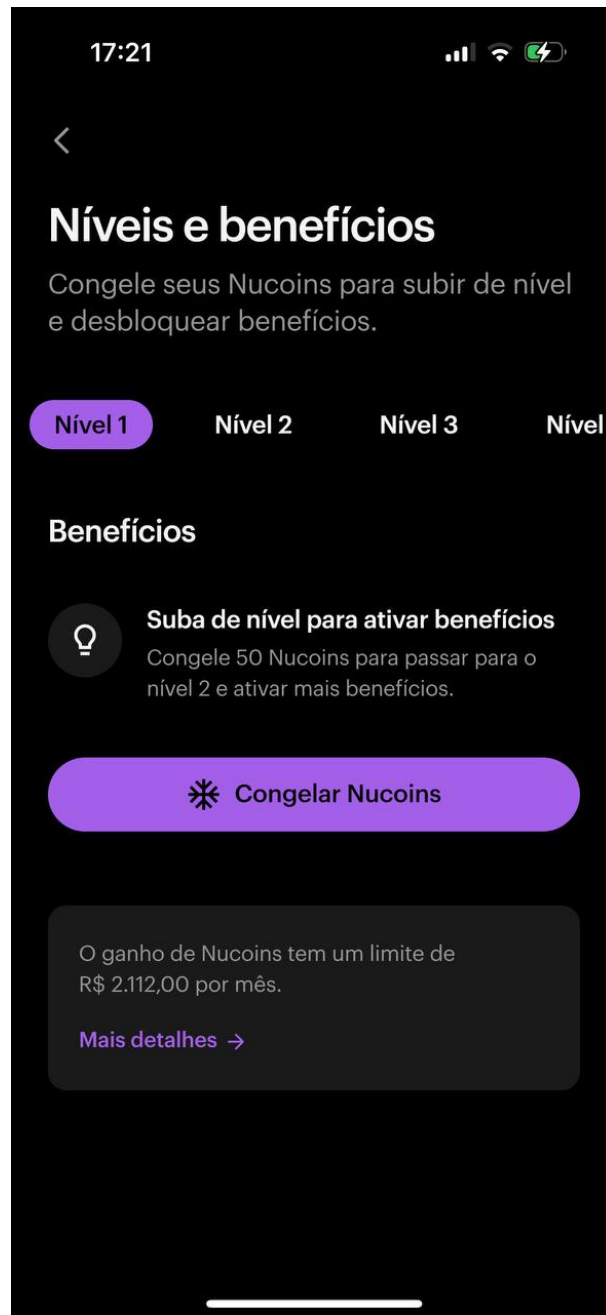 17:21
Níveis e benefícios
Congele seus Nucoins para subir de nível
e desbloquear benefícios.
Nível 1 Nível 2 Nível 3 Nível
Benefícios
Suba de nível para ativar benefícios
Congele 50 Nucoins para passar para o
nível 2 e ativar mais benefícios.
Congelar Nucoins
O ganho de Nucoins tem um limite de
R$ 2.112,00 por mês.
Mais detalhes →